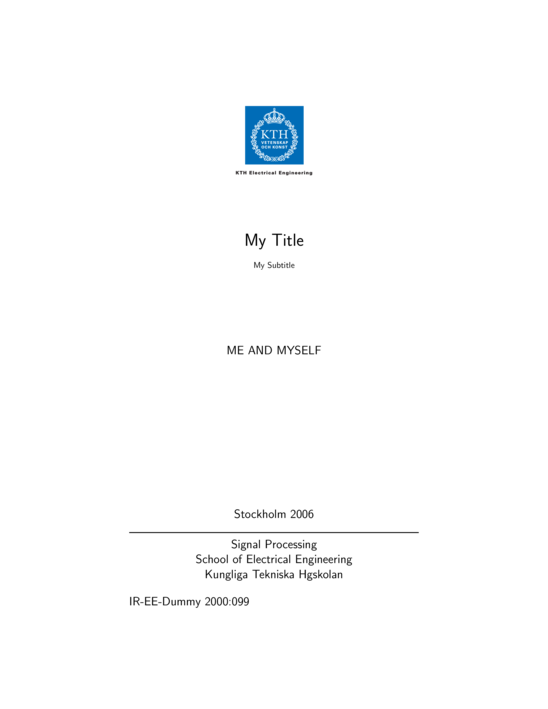 KTH
VETENSKAP
OCH KONST
KTH Electrical Engineering
My Title
My Subtitle
ME AND MYSELF
Stockholm 2006
Signal Processing
School of Electrical Engineering
Kungliga Tekniska Hgskolan
IR-EE-Dummy 2000:099